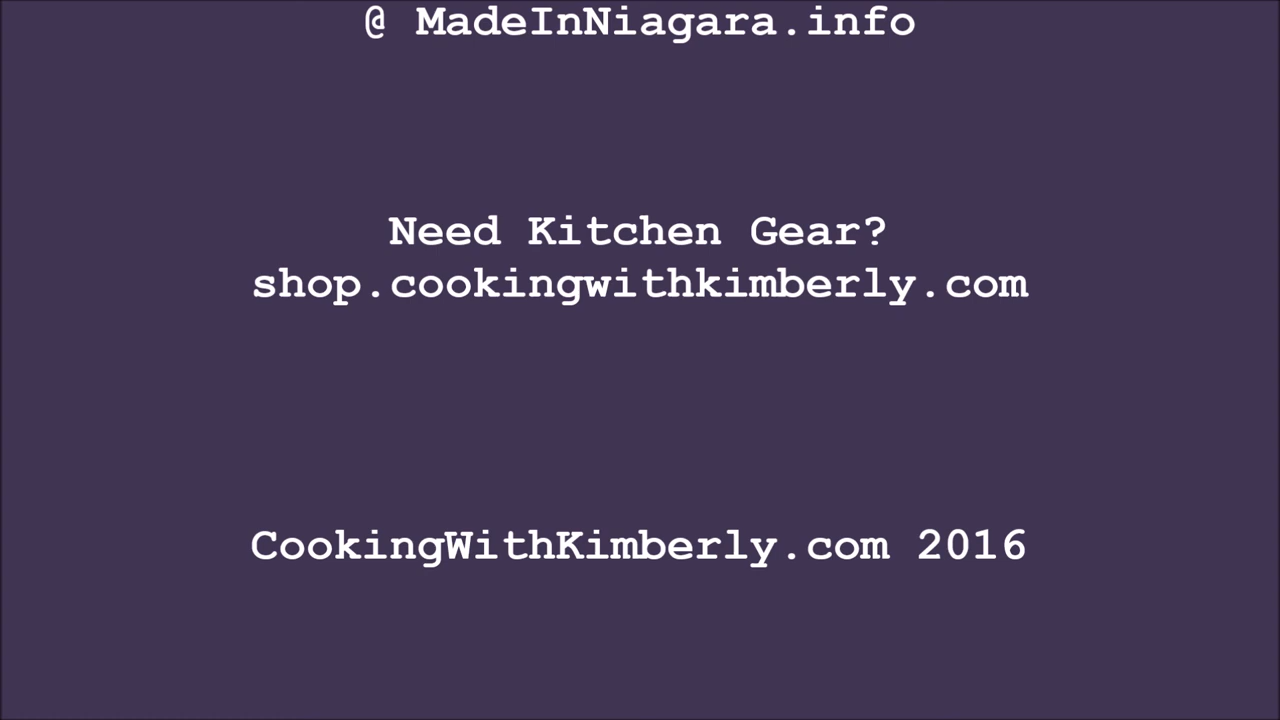 @ MadeInNiagara.info
Need Kitchen Gear?
shop.cookingwithkimberly.com
CookingWithKimberly.com 2016